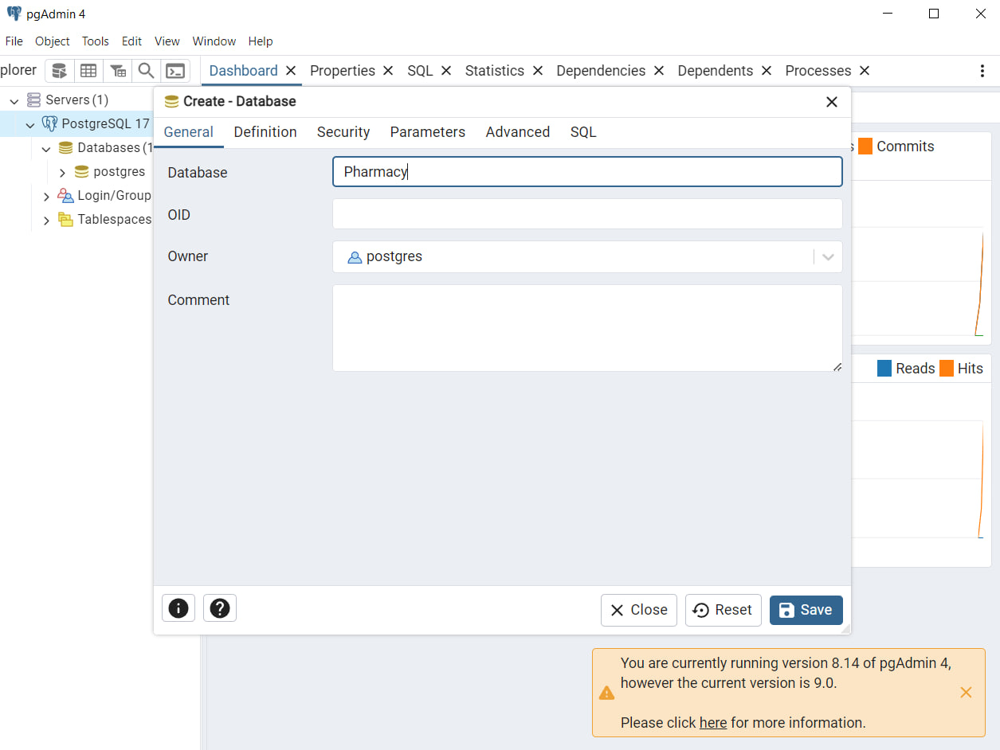 pgAdmin 4
File Object Tools Edit View Window Help
plorer Dashboard Properties SQL Statistics Dependencies Dependents Processes
Servers (1)
PostgreSQL 17
Databases (1
postgres
Login/Group
Tablespaces
Create - Database
General Definition Security Parameters Advanced SQL
Database Pharmacy
OID
Owner postgres
Comment
Close Reset Save
s Commits
Reads Hits
You are currently running version 8.14 of pgAdmin 4,
however the current version is 9.0.
Please click here for more information.